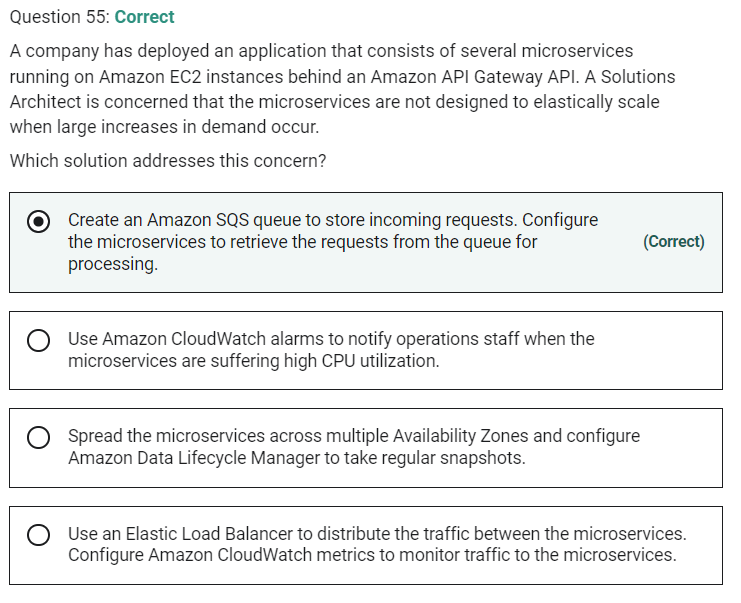 Question 55: Correct
A company has deployed an application that consists of several microservices
running on Amazon EC2 instances behind an Amazon API Gateway API. A Solutions
Architect is concerned that the microservices are not designed to elastically scale
when large increases in demand occur.
Which solution addresses this concern?
Create an Amazon SQS queue to store incoming requests. Configure
the microservices to retrieve the requests from the queue for
processing.
(Correct)
Use Amazon CloudWatch alarms to notify operations staff when the
microservices are suffering high CPU utilization.
Spread the microservices across multiple Availability Zones and configure
Amazon Data Lifecycle Manager to take regular snapshots.
Use an Elastic Load Balancer to distribute the traffic between the microservices.
Configure Amazon CloudWatch metrics to monitor traffic to the microservices.